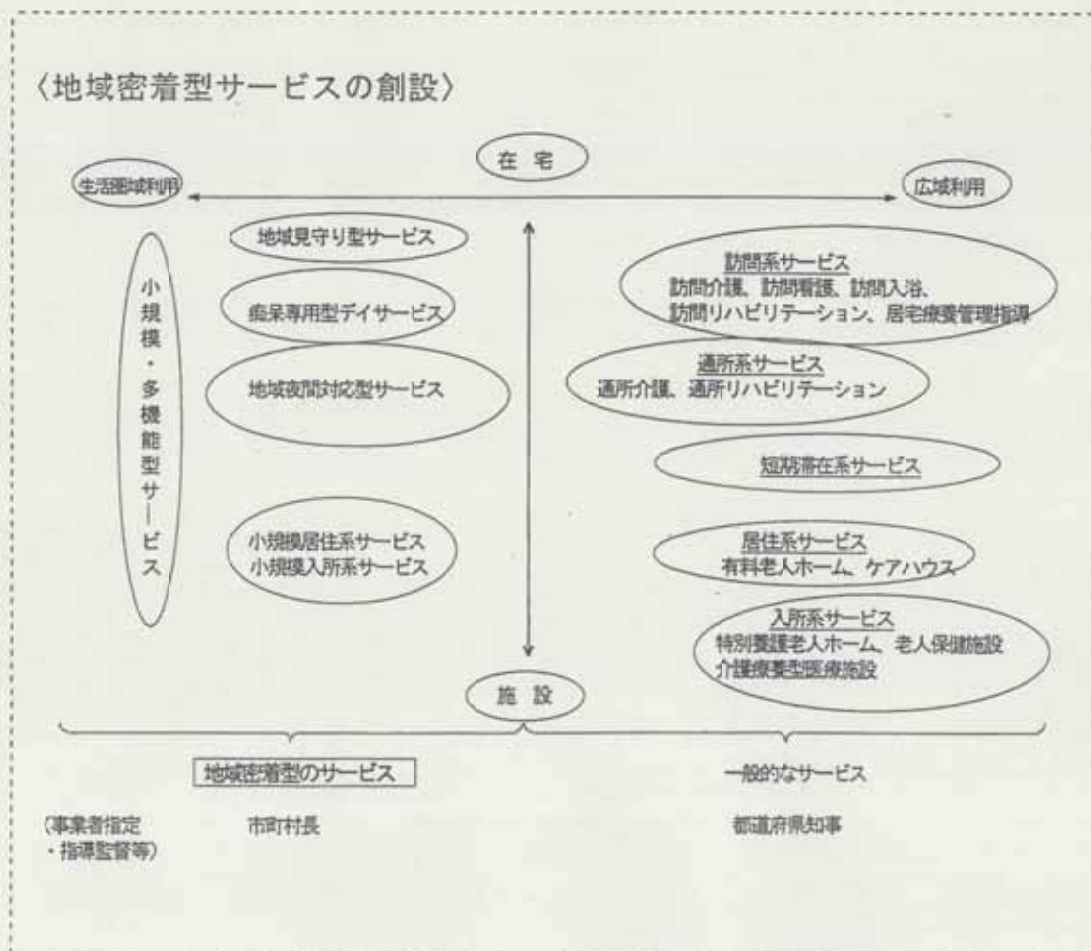 〈地域密着型サービスの創設〉
在 宅
生活圏域利用
広域利用
小規模・多機能型サービス
地域見守り型サービス
痴呆専用型デイサービス
地域夜間対応型サービス
小規模居住系サービス
小規模入所系サービス
訪問系サービス
訪問介護、訪問看護、訪問入浴、
訪問リハビリテーション、居宅療養管理指導
通所系サービス
通所介護、通所リハビリテーション
短期滞在系サービス
居住系サービス
有料老人ホーム、ケアハウス
入所系サービス
特別養護老人ホーム、老人保健施設
介護療養型医療施設
施 設
地域密着型のサービス
一般的なサービス
(事業者指定
・指導監督等)
市町村長
都道府県知事